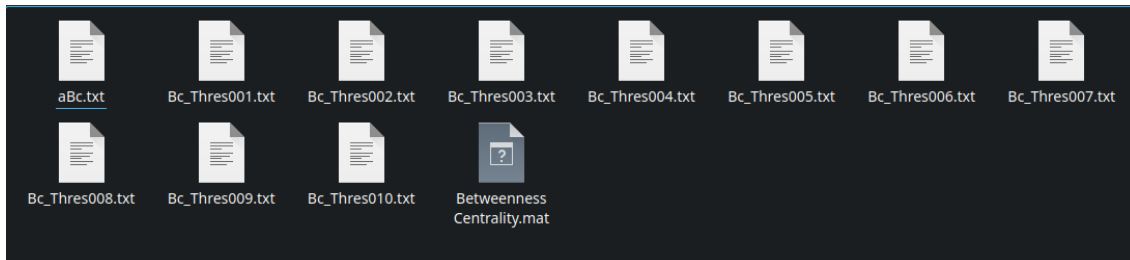 aBc.txt
Bc_Thres001.txt
Bc_Thres002.txt
Bc_Thres003.txt
Bc_Thres004.txt
Bc_Thres005.txt
Bc_Thres006.txt
Bc_Thres007.txt
Bc_Thres008.txt
Bc_Thres009.txt
Bc_Thres010.txt
?
Betweenness
Centrality.mat